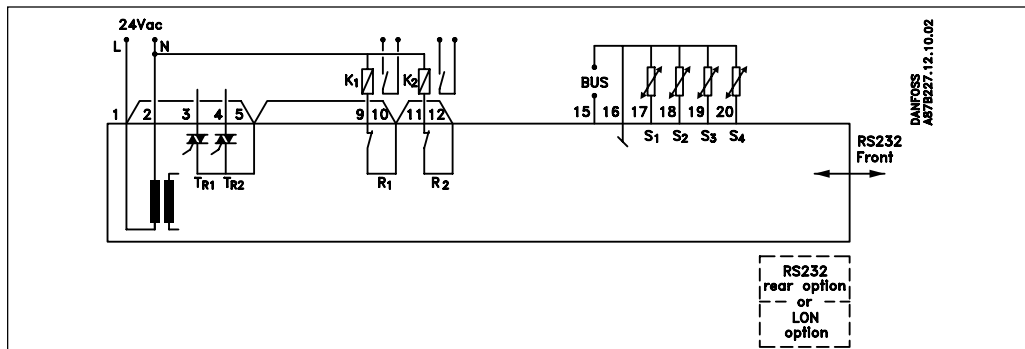 24Vac
L N
K1 K2
BUS
1 2 3 4 5 9 10 11 12 15 16 17 18 19 20
S1 S2 S3 S4
TR1 TR2 R1 R2
DANFOSS
A87B227.12.10.02
RS232
Front
RS232
rear option
or
LON
option